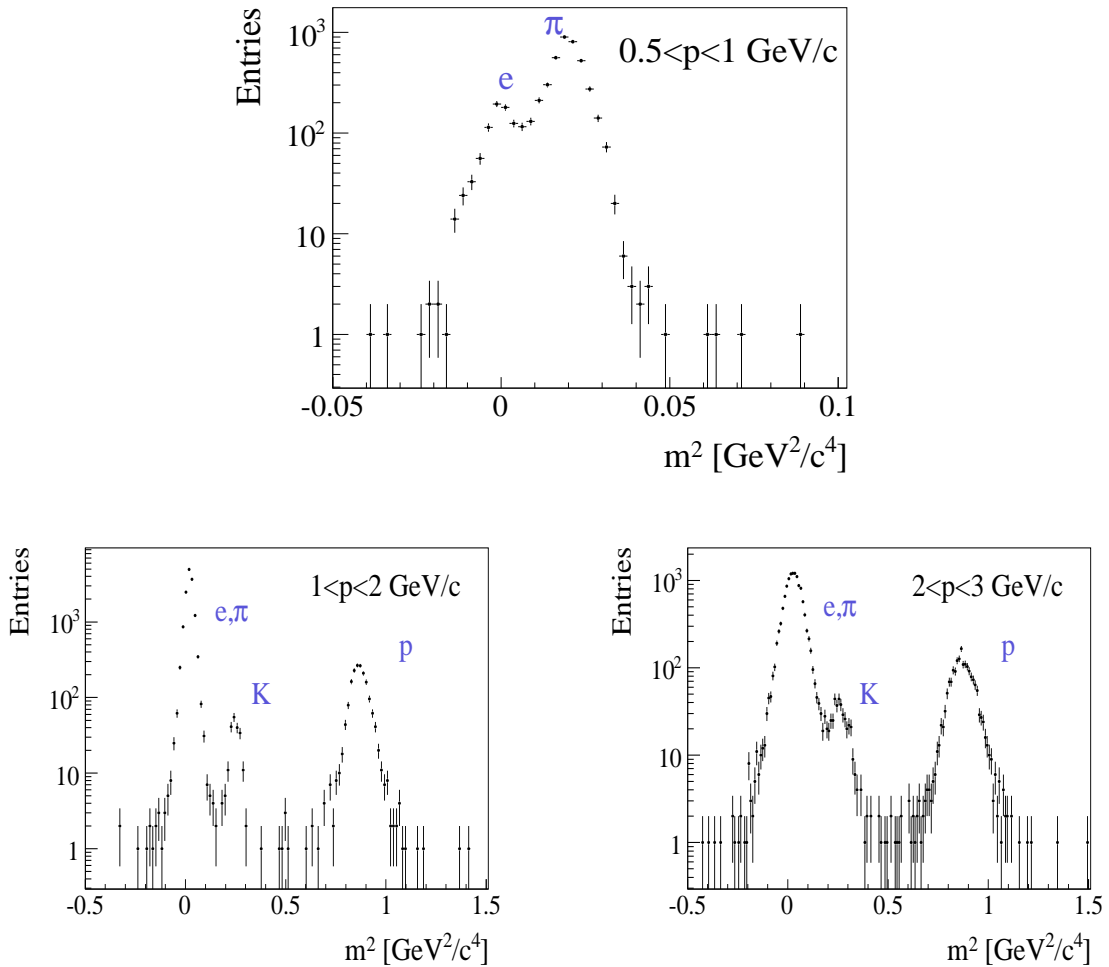 Entries
10³
10²
10
1
π
e
0.5<p<1 GeV/c
-0.05
0
0.05
0.1
m² [GeV²/c⁴]
Entries
10³
10²
10
1
1<p<2 GeV/c
e,π
K
p
-0.5
0
0.5
1
1.5
m² [GeV²/c⁴]
Entries
10³
10²
10
1
2<p<3 GeV/c
e,π
K
p
-0.5
0
0.5
1
1.5
m² [GeV²/c⁴]